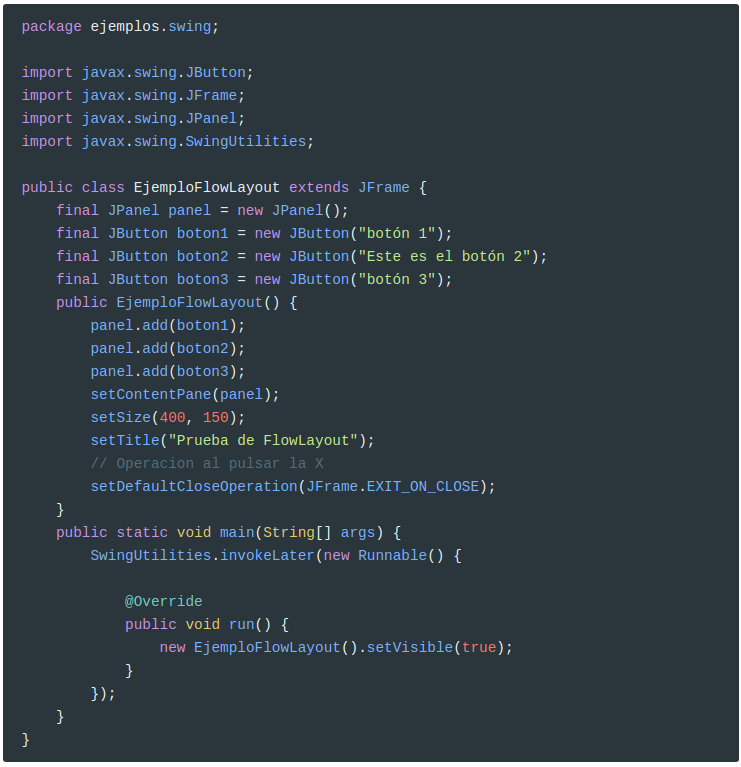 package ejemplos.swing;
import javax.swing.JButton;
import javax.swing.JFrame;
import javax.swing.JPanel;
import javax.swing.SwingUtilities;
public class EjemploFlowLayout extends JFrame {
    final JPanel panel = new JPanel();
    final JButton boton1 = new JButton("botón 1");
    final JButton boton2 = new JButton("Este es el botón 2");
    final JButton boton3 = new JButton("botón 3");
    public EjemploFlowLayout() {
        panel.add(boton1);
        panel.add(boton2);
        panel.add(boton3);
        setContentPane(panel);
        setSize(400, 150);
        setTitle("Prueba de FlowLayout");
        // Operacion al pulsar la X
        setDefaultCloseOperation(JFrame.EXIT_ON_CLOSE);
    }
    public static void main(String[] args) {
        SwingUtilities.invokeLater(new Runnable() {
            @Override
            public void run() {
                new EjemploFlowLayout().setVisible(true);
            }
        });
    }
}